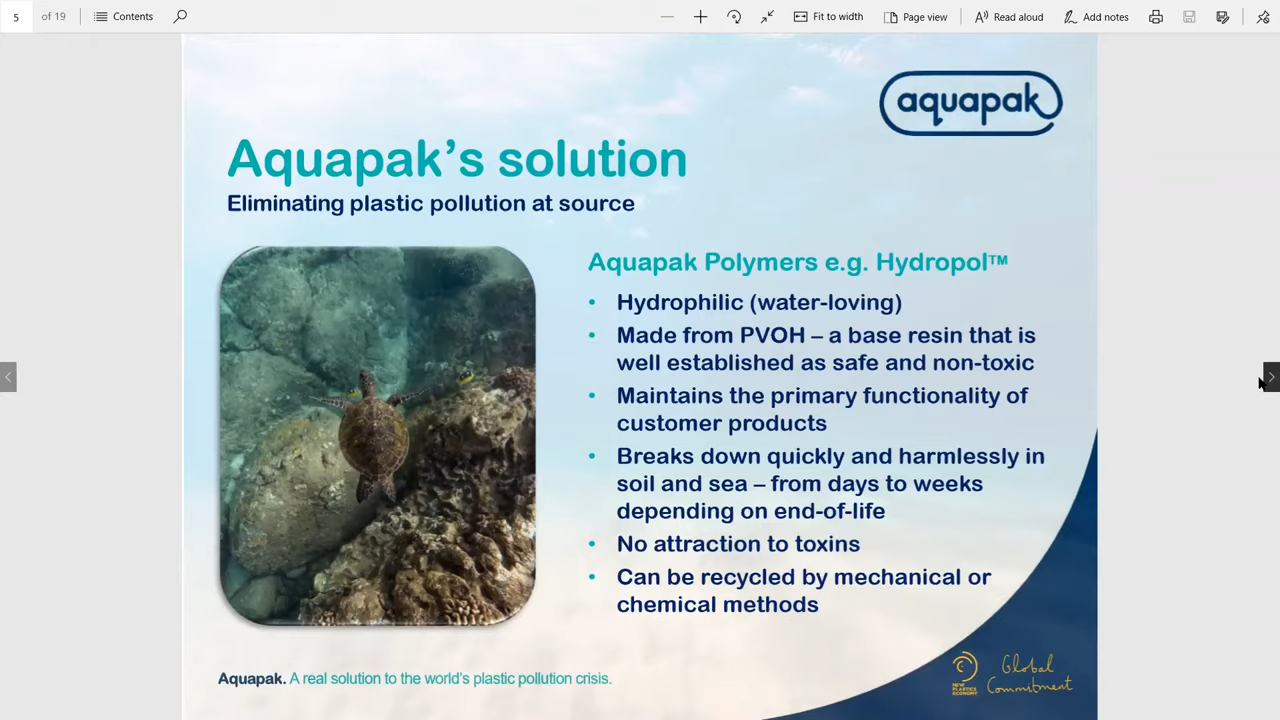 5 of 19 Contents Fit to width Page view Read aloud Add notes
aquapak
Aquapak's solution
Eliminating plastic pollution at source
Aquapak Polymers e.g. Hydropol™
• Hydrophilic (water-loving)
• Made from PVOH – a base resin that is
well established as safe and non-toxic
• Maintains the primary functionality of
customer products
• Breaks down quickly and harmlessly in
soil and sea – from days to weeks
depending on end-of-life
• No attraction to toxins
• Can be recycled by mechanical or
chemical methods
Aquapak. A real solution to the world's plastic pollution crisis.
NEW
PLASTICS
ECONOMY
Global
Commitment